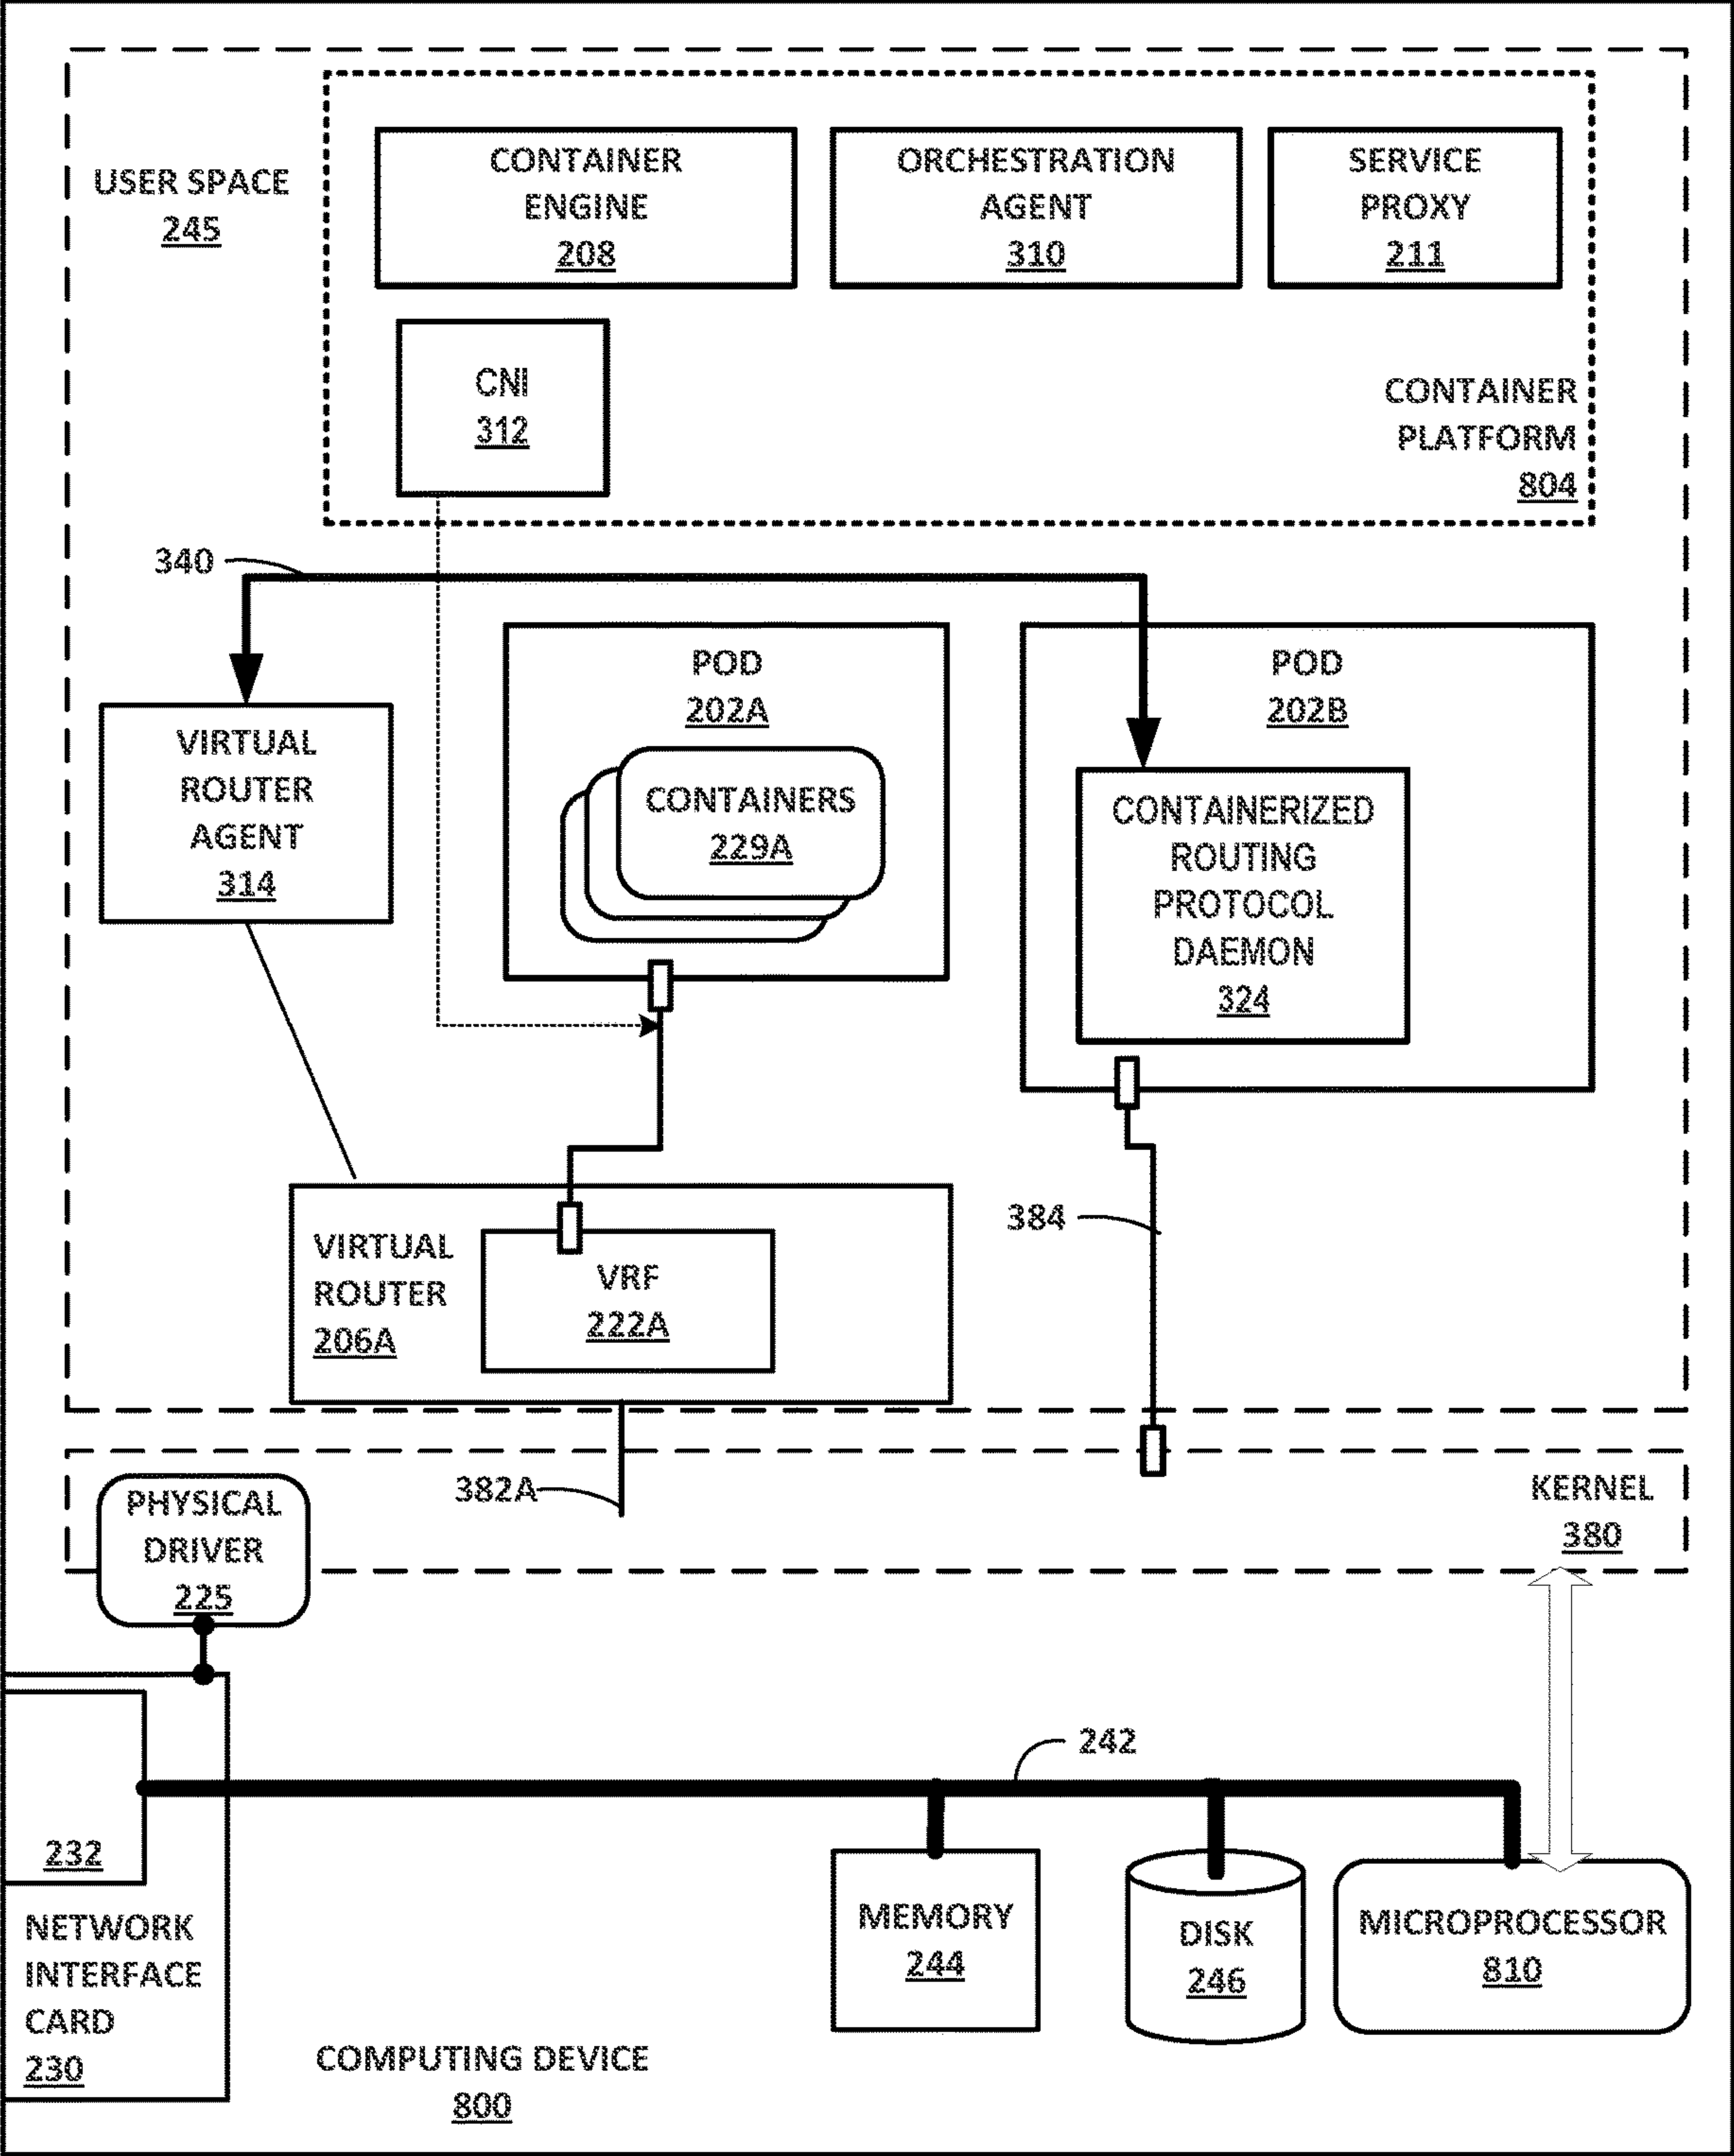 USER SPACE
245
CONTAINER
ENGINE
208
ORCHESTRATION
AGENT
310
SERVICE
PROXY
211
CNI
312
CONTAINER
PLATFORM
804
340
VIRTUAL
ROUTER
AGENT
314
POD
202A
CONTAINERS
229A
POD
202B
CONTAINERIZED
ROUTING
PROTOCOL
DAEMON
324
VIRTUAL
ROUTER
206A
VRF
222A
384
382A
KERNEL
380
PHYSICAL
DRIVER
225
242
232
NETWORK
INTERFACE
CARD
230
MEMORY
244
DISK
246
MICROPROCESSOR
810
COMPUTING DEVICE
800